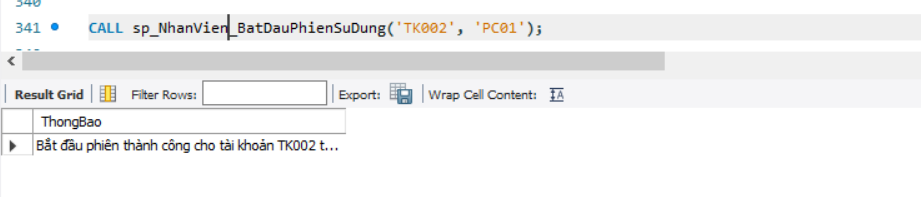 340
341 CALL sp_NhanVien_BatDauPhienSuDung('TK002', 'PC01');
Result Grid Filter Rows: Export: Wrap Cell Content:
ThongBao
Bắt đầu phiên thành công cho tài khoản TK002 t...